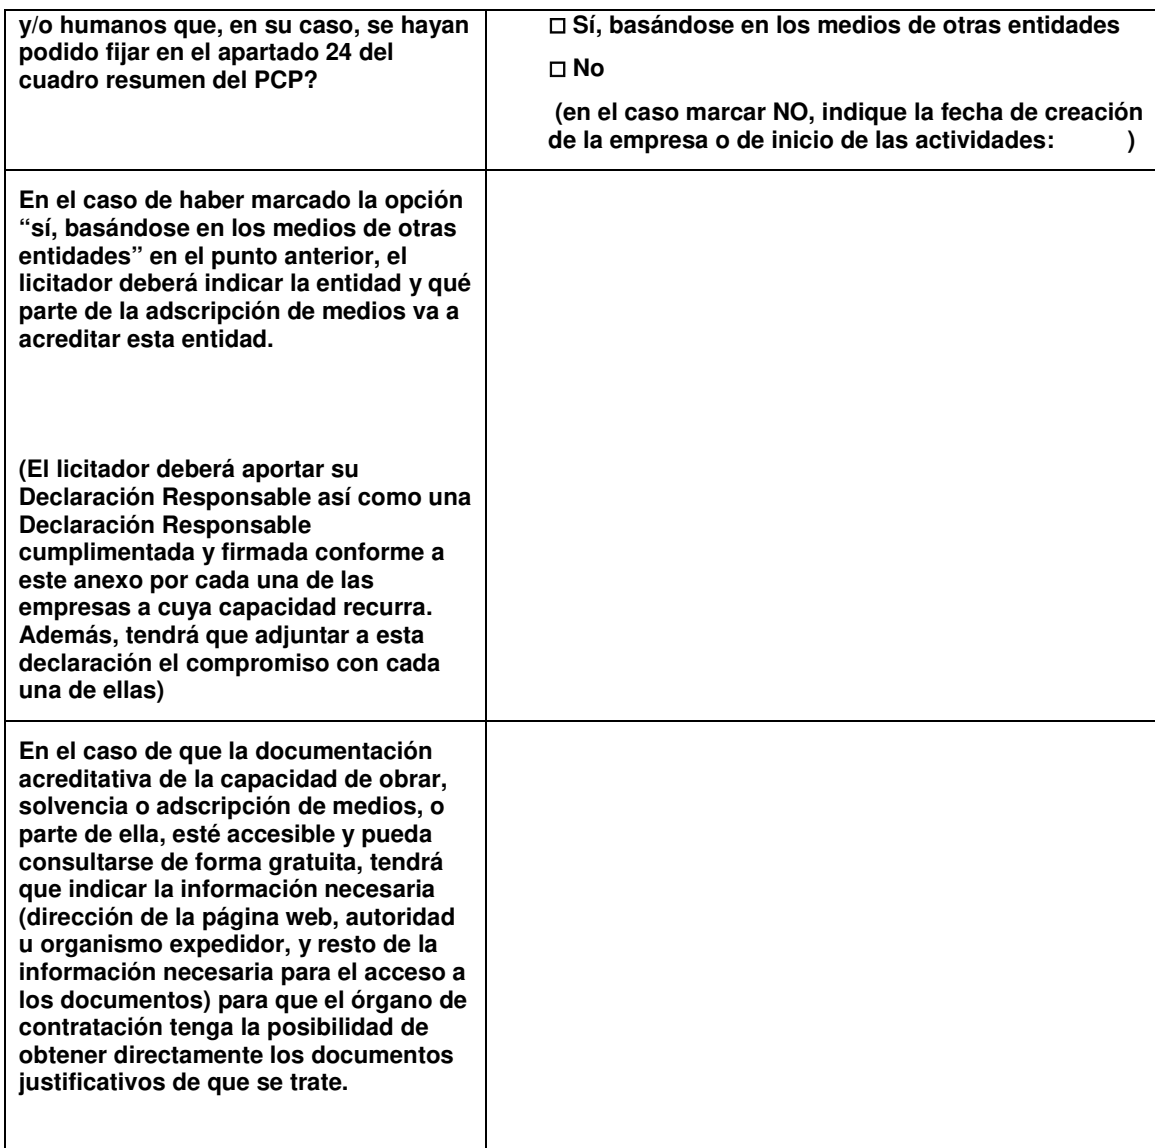 y/o humanos que, en su caso, se hayan
podido fijar en el apartado 24 del
cuadro resumen del PCP?
☐ Sí, basándose en los medios de otras entidades
☐ No
(en el caso marcar NO, indique la fecha de creación
de la empresa o de inicio de las actividades: )
En el caso de haber marcado la opción
“sí, basándose en los medios de otras
entidades” en el punto anterior, el
licitador deberá indicar la entidad y qué
parte de la adscripción de medios va a
acreditar esta entidad.
(El licitador deberá aportar su
Declaración Responsable así como una
Declaración Responsable
cumplimentada y firmada conforme a
este anexo por cada una de las
empresas a cuya capacidad recurra.
Además, tendrá que adjuntar a esta
declaración el compromiso con cada
una de ellas)
En el caso de que la documentación
acreditativa de la capacidad de obrar,
solvencia o adscripción de medios, o
parte de ella, esté accesible y pueda
consultarse de forma gratuita, tendrá
que indicar la información necesaria
(dirección de la página web, autoridad
u organismo expedidor, y resto de la
información necesaria para el acceso a
los documentos) para que el órgano de
contratación tenga la posibilidad de
obtener directamente los documentos
justificativos de que se trate.